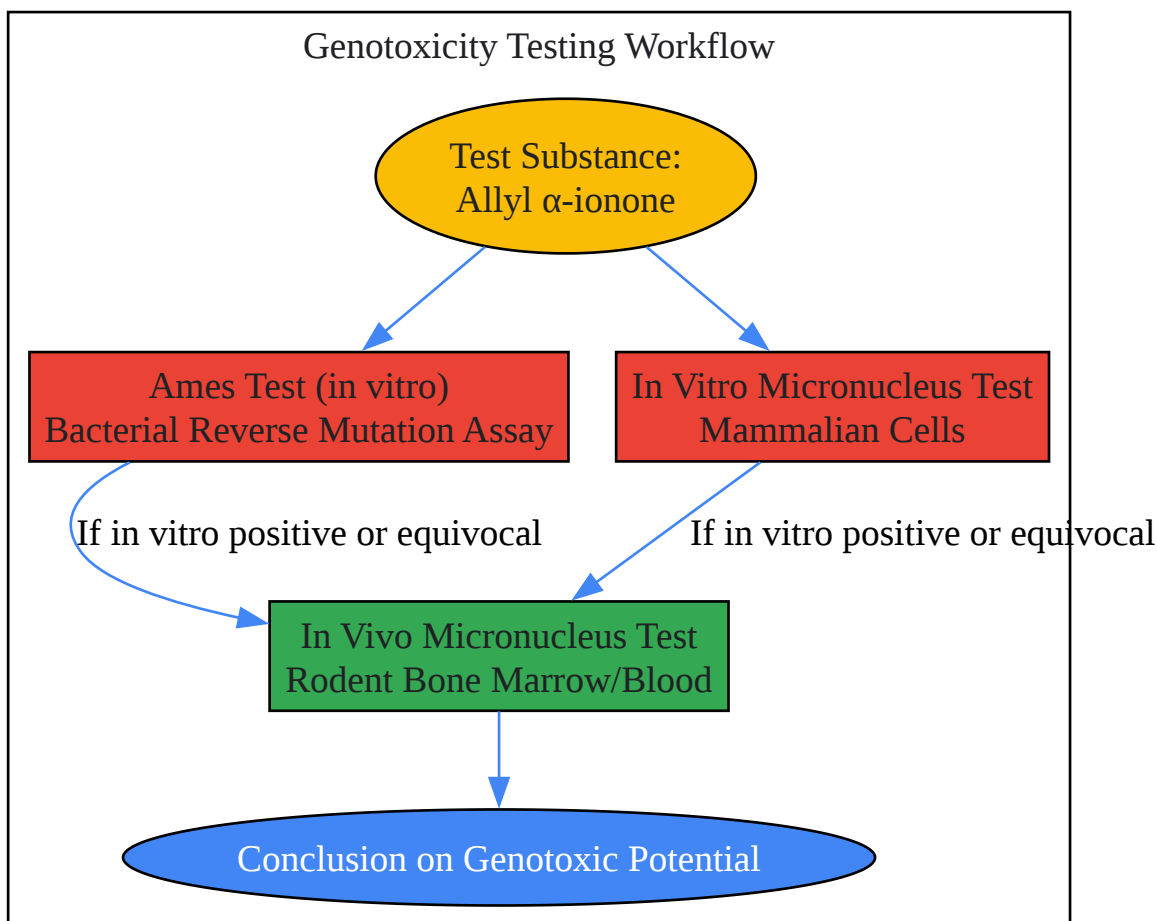 Genotoxicity Testing Workflow
Test Substance:
Allyl α-ionone
Ames Test (in vitro)
Bacterial Reverse Mutation Assay
In Vitro Micronucleus Test
Mammalian Cells
If in vitro positive or equivocal
If in vitro positive or equivocal
In Vivo Micronucleus Test
Rodent Bone Marrow/Blood
Conclusion on Genotoxic Potential